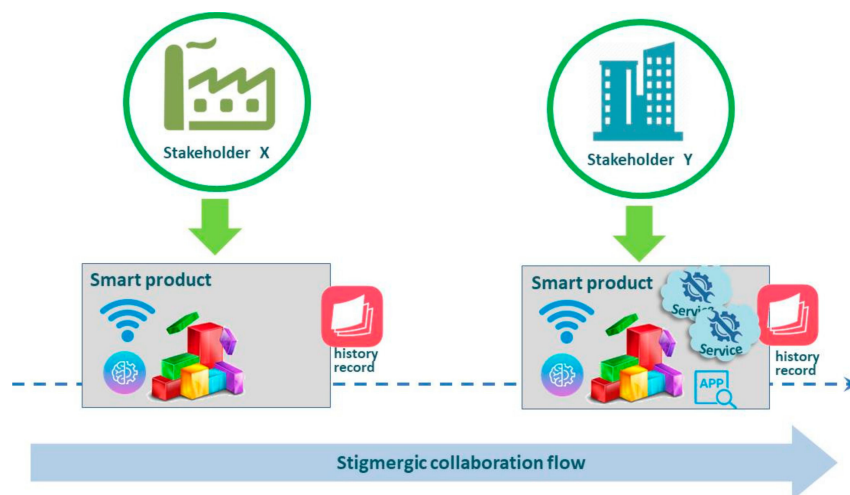 Stakeholder X
Stakeholder Y
Smart product
history
record
Smart product
Service
Service
APP
history
record
Stigmergic collaboration flow